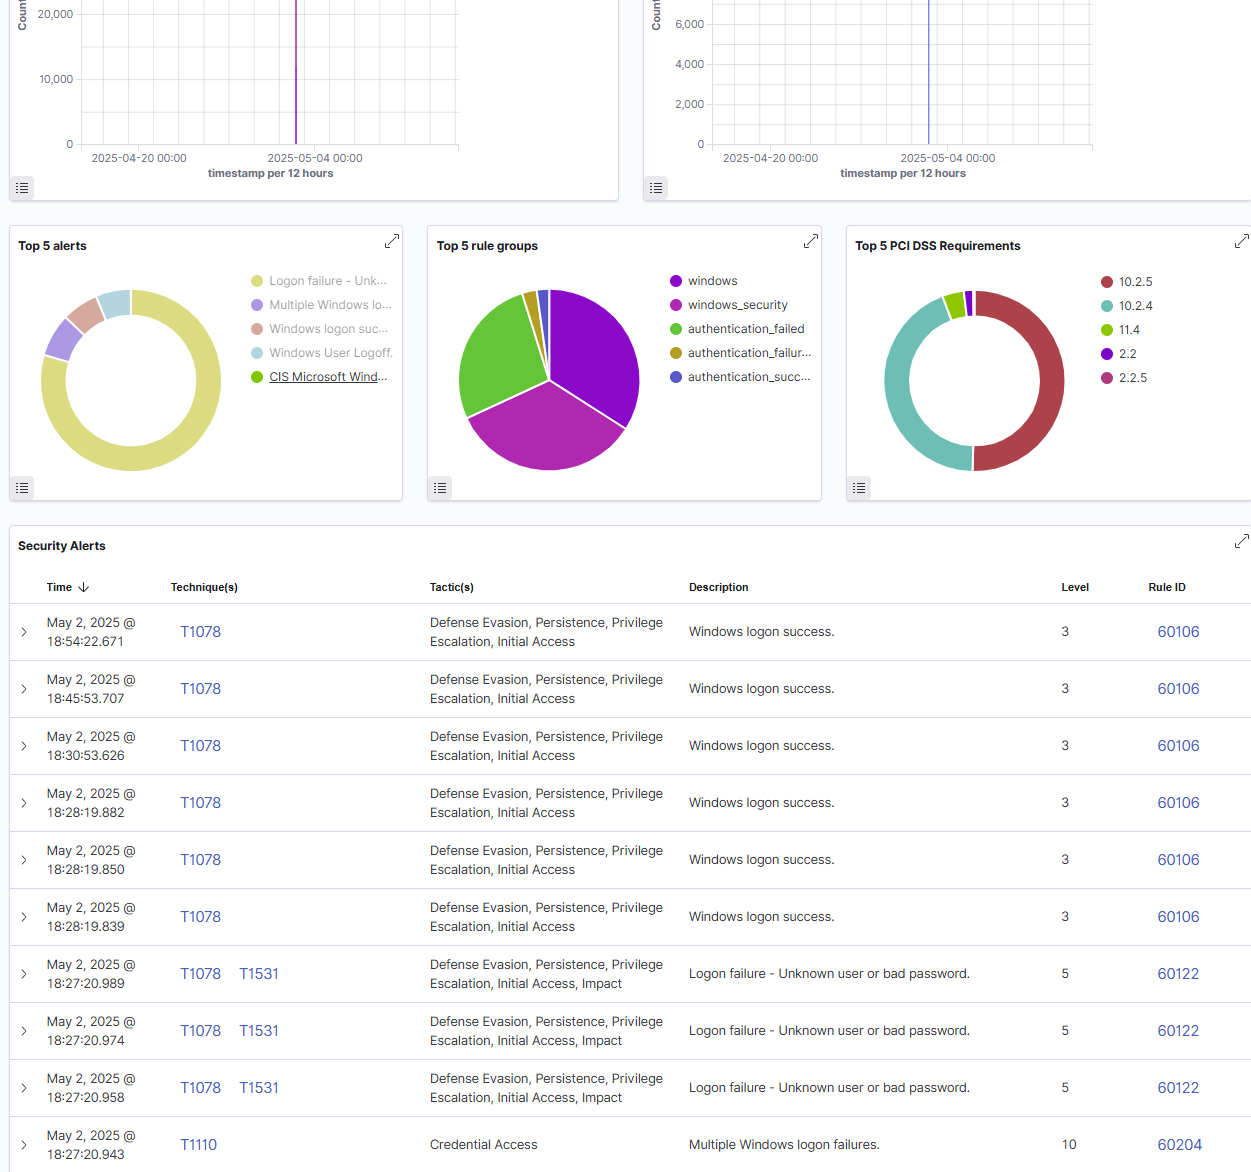 Count
20,000
10,000
0
2025-04-20 00:00
2025-05-04 00:00
timestamp per 12 hours
Count
6,000
4,000
2,000
0
2025-04-20 00:00
2025-05-04 00:00
timestamp per 12 hours
Top 5 alerts
Logon failure - Unk...
Multiple Windows lo...
Windows logon suc...
Windows User Logoff.
CIS Microsoft Wind...
Top 5 rule groups
windows
windows_security
authentication_failed
authentication_failur...
authentication_succ...
Top 5 PCI DSS Requirements
10.2.5
10.2.4
11.4
2.2
2.2.5
Security Alerts
Time Technique(s) Tactic(s) Description Level Rule ID
May 2, 2025 @ 
18:54:22.671
T1078
Defense Evasion, Persistence, Privilege
Escalation, Initial Access
Windows logon success.
3
60106
May 2, 2025 @
18:45:53.707
T1078
Defense Evasion, Persistence, Privilege
Escalation, Initial Access
Windows logon success.
3
60106
May 2, 2025 @
18:30:53.626
T1078
Defense Evasion, Persistence, Privilege
Escalation, Initial Access
Windows logon success.
3
60106
May 2, 2025 @
18:28:19.882
T1078
Defense Evasion, Persistence, Privilege
Escalation, Initial Access
Windows logon success.
3
60106
May 2, 2025 @
18:28:19.850
T1078
Defense Evasion, Persistence, Privilege
Escalation, Initial Access
Windows logon success.
3
60106
May 2, 2025 @
18:28:19.839
T1078
Defense Evasion, Persistence, Privilege
Escalation, Initial Access
Windows logon success.
3
60106
May 2, 2025 @
18:27:20.989
T1078 T1531
Defense Evasion, Persistence, Privilege
Escalation, Initial Access, Impact
Logon failure - Unknown user or bad password.
5
60122
May 2, 2025 @
18:27:20.974
T1078 T1531
Defense Evasion, Persistence, Privilege
Escalation, Initial Access, Impact
Logon failure - Unknown user or bad password.
5
60122
May 2, 2025 @
18:27:20.958
T1078 T1531
Defense Evasion, Persistence, Privilege
Escalation, Initial Access, Impact
Logon failure - Unknown user or bad password.
5
60122
May 2, 2025 @
18:27:20.943
T1110
Credential Access
Multiple Windows logon failures.
10
60204